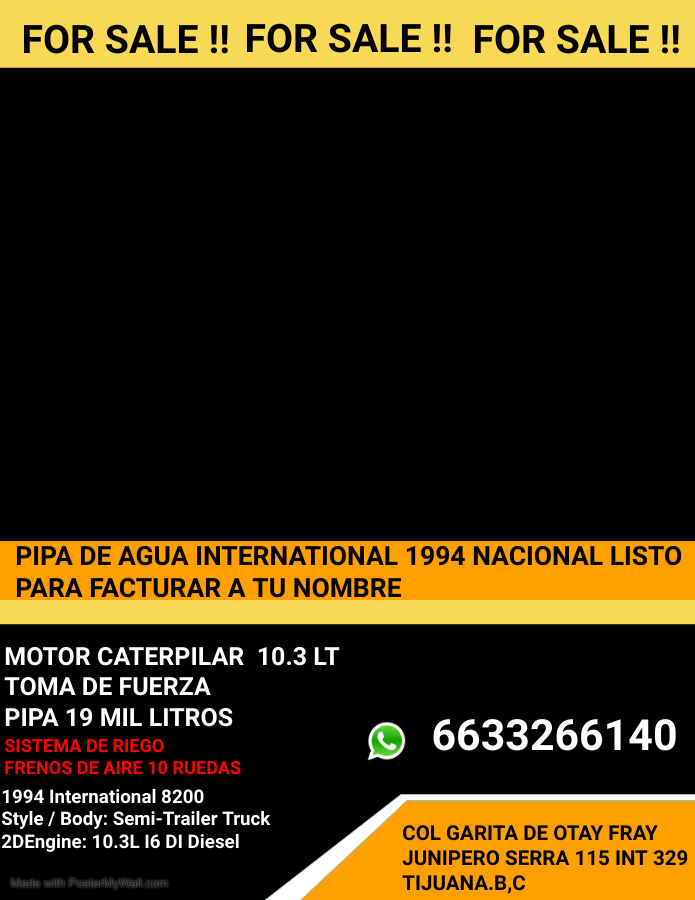 FOR SALE !! FOR SALE !! FOR SALE !!
PIPA DE AGUA INTERNATIONAL 1994 NACIONAL LISTO
PARA FACTURAR A TU NOMBRE
MOTOR CATERPILAR 10.3 LT
TOMA DE FUERZA
PIPA 19 MIL LITROS
SISTEMA DE RIEGO
FRENOS DE AIRE 10 RUEDAS
1994 International 8200
Style / Body: Semi-Trailer Truck
2DEngine: 10.3L I6 DI Diesel
6633266140
COL GARITA DE OTAY FRAY
JUNIPERO SERRA 115 INT 329
TIJUANA.B,C
Made with PosterMyWall.com